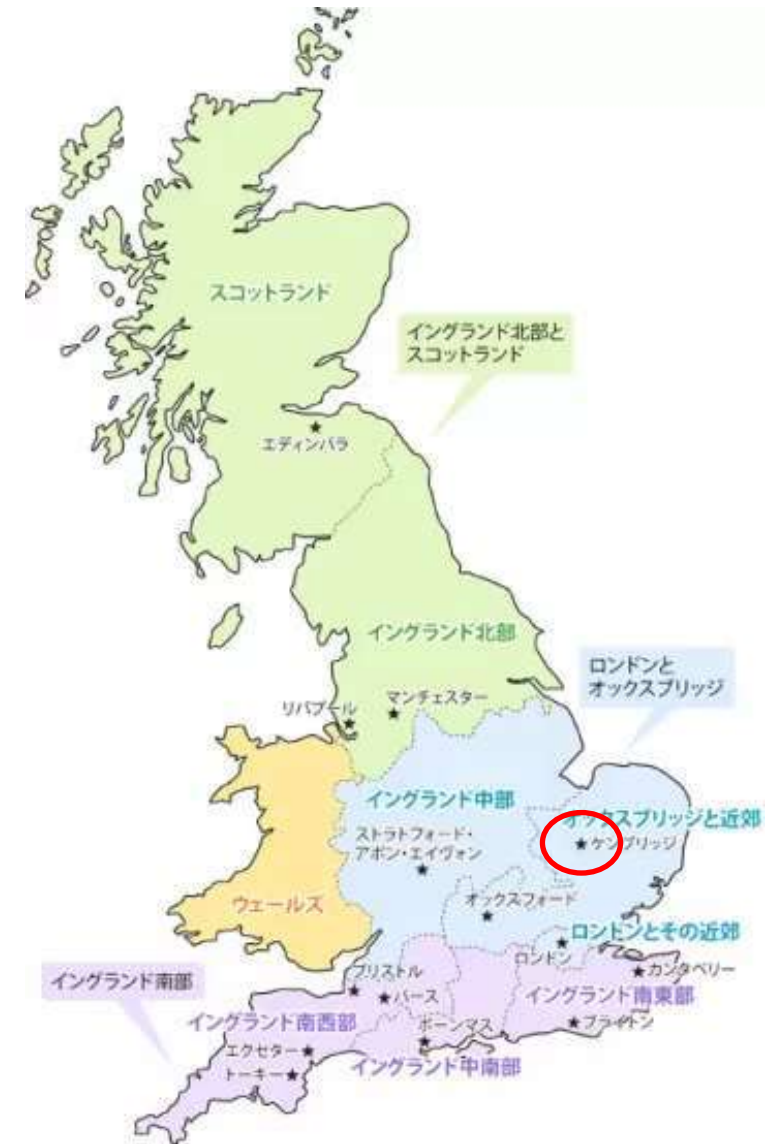 スコットランド
イングランド北部と
スコットランド
エディンバラ
イングランド北部
ロンドンと
オックスブリッジ
リバプール
マンチェスター
イングランド中部
オックスブリッジと近郊
ストラトフォード・
アポン・エイヴォン
ケンブリッジ
ウェールズ
オックスフォード
ロンドンとその近郊
ロンドン
カンタベリー
ブリストル
イングランド南部
バース
イングランド南東部
イングランド南西部
ボーンマス
ブライトン
エクセター
イングランド中南部
トーキー